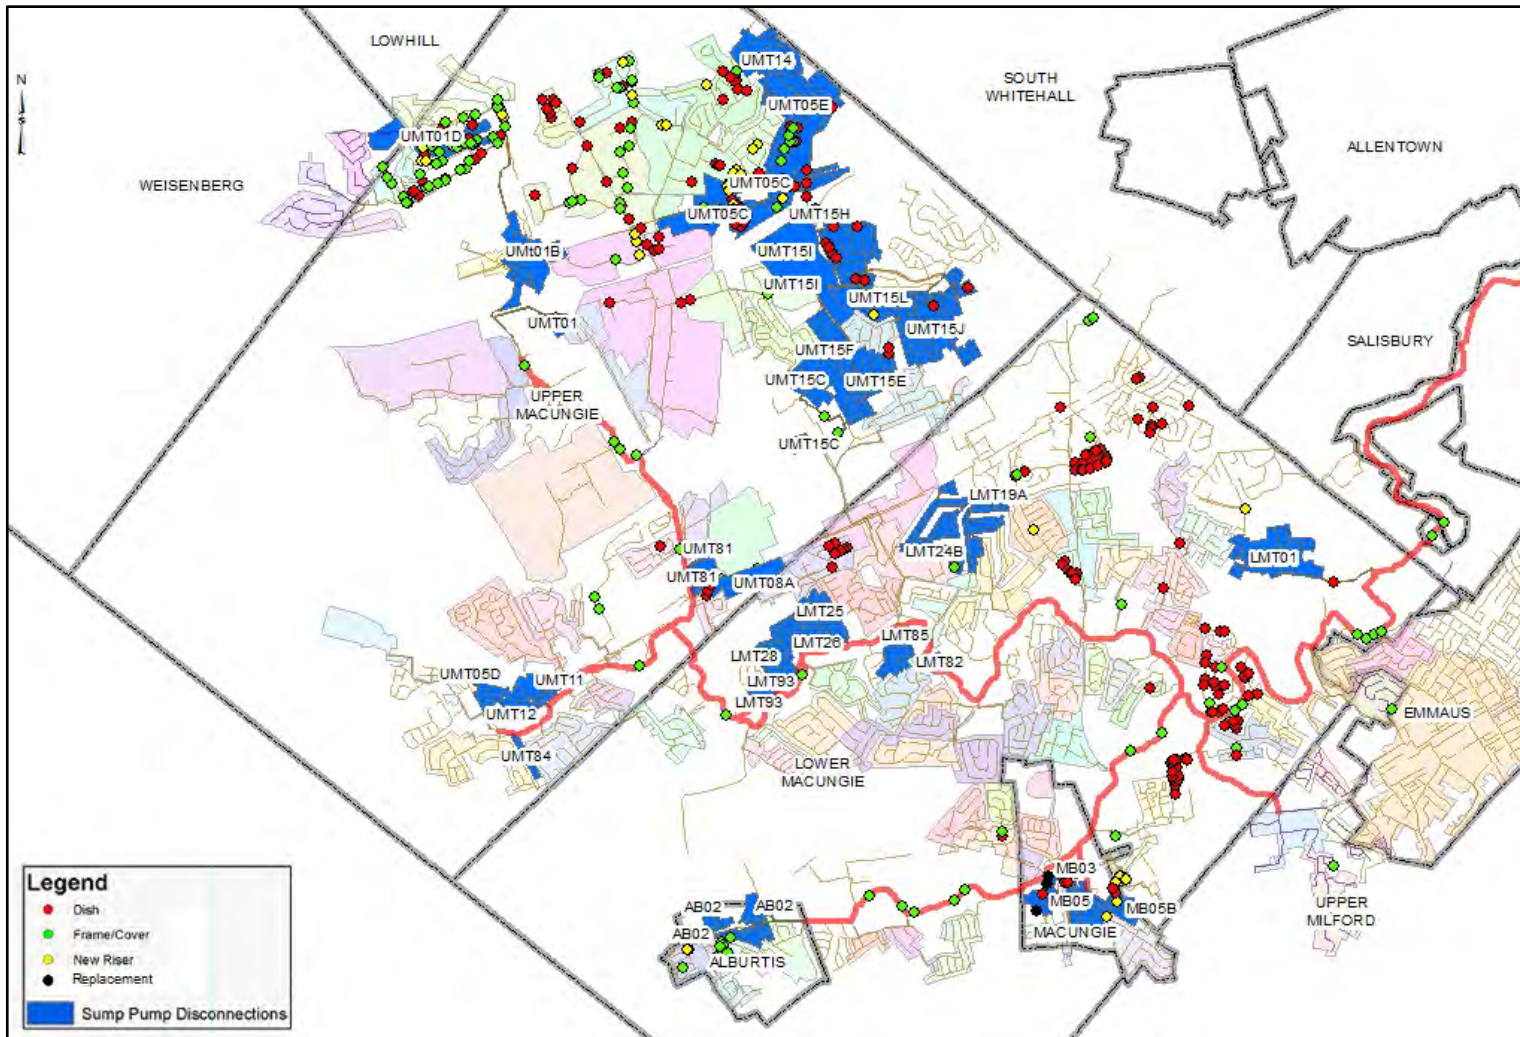 LOWHILL
UMT14
SOUTH
WHITEHALL
N
UMT05E
UMT01D
ALLENTOWN
WEISENBERG
UMT05C
UMT05C
UMT15H
UMt01B
UMT15I
UMT15I
UMT15L
UMT01
UMT15J
SALISBURY
UMT15F
UMT15C
UMT15E
UPPER
MACUNGIE
UMT15C
LMT19A
UMT81
LMT24B
LMT01
UMT81
UMT08A
LMT25
LMT26
LMT85
LMT28
LMT82
UMT05D
UMT11
LMT93
LMT93
UMT12
EMMAUS
UMT84
LOWER
MACUNGIE
MB03
MB05
MB05B
AB02
AB02
UPPER
MILFORD
AB02
MACUNGIE
ALBURTIS
Legend
Dish
Frame/Cover
New Riser
Replacement
Sump Pump Disconnections